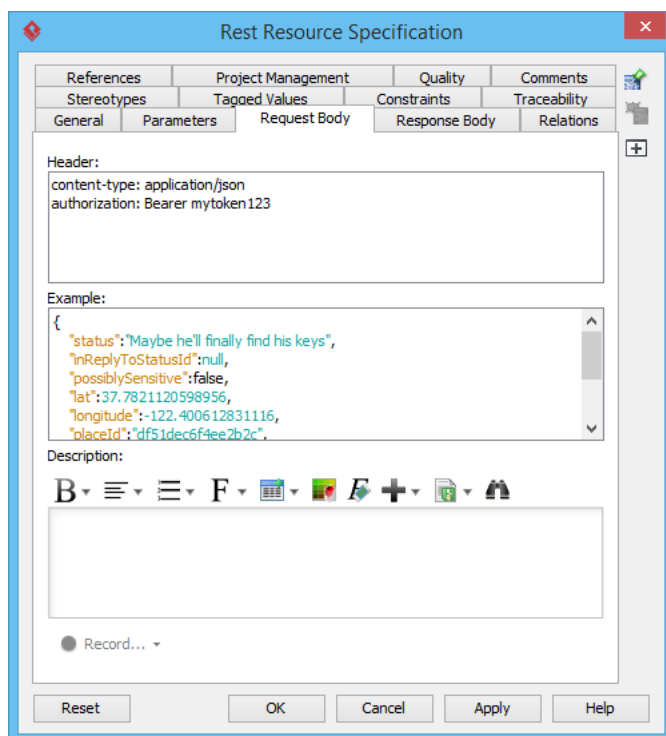 Rest Resource Specification
References Project Management Quality Comments
Stereotypes Tagged Values Constraints Traceability
General Parameters Request Body Response Body Relations
Header:
content-type: application/json
authorization: Bearer mytoken123
Example:
{
"status":"Maybe he'll finally find his keys",
"inReplyToStatusId":null,
"possiblySensitive":false,
"lat":37.7821120598956,
"longitude":-122.400612831116,
"placeId":"df51dec6f4ee2b2c",
Description:
B F F
Record...
Reset OK Cancel Apply Help